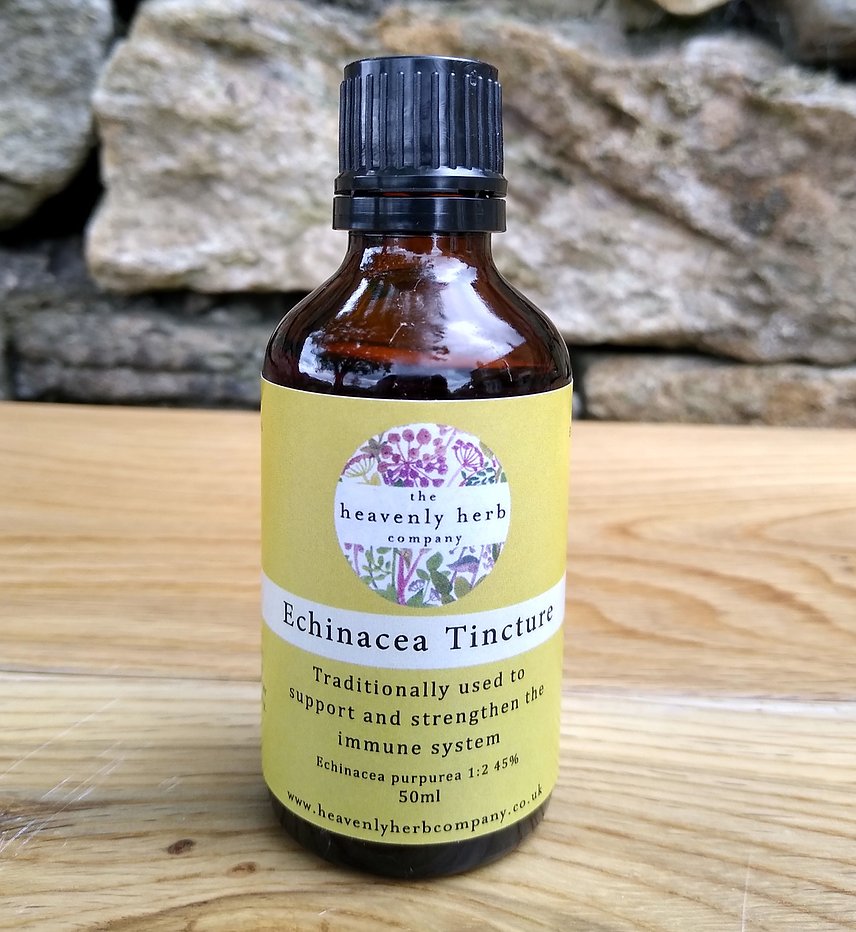 the
heavenly herb
company
Echinacea Tincture
Traditionally used to
support and strengthen the
immune system
Echinacea purpurea 1:2 45%
50ml
www.heavenlyherbcompany.co.uk